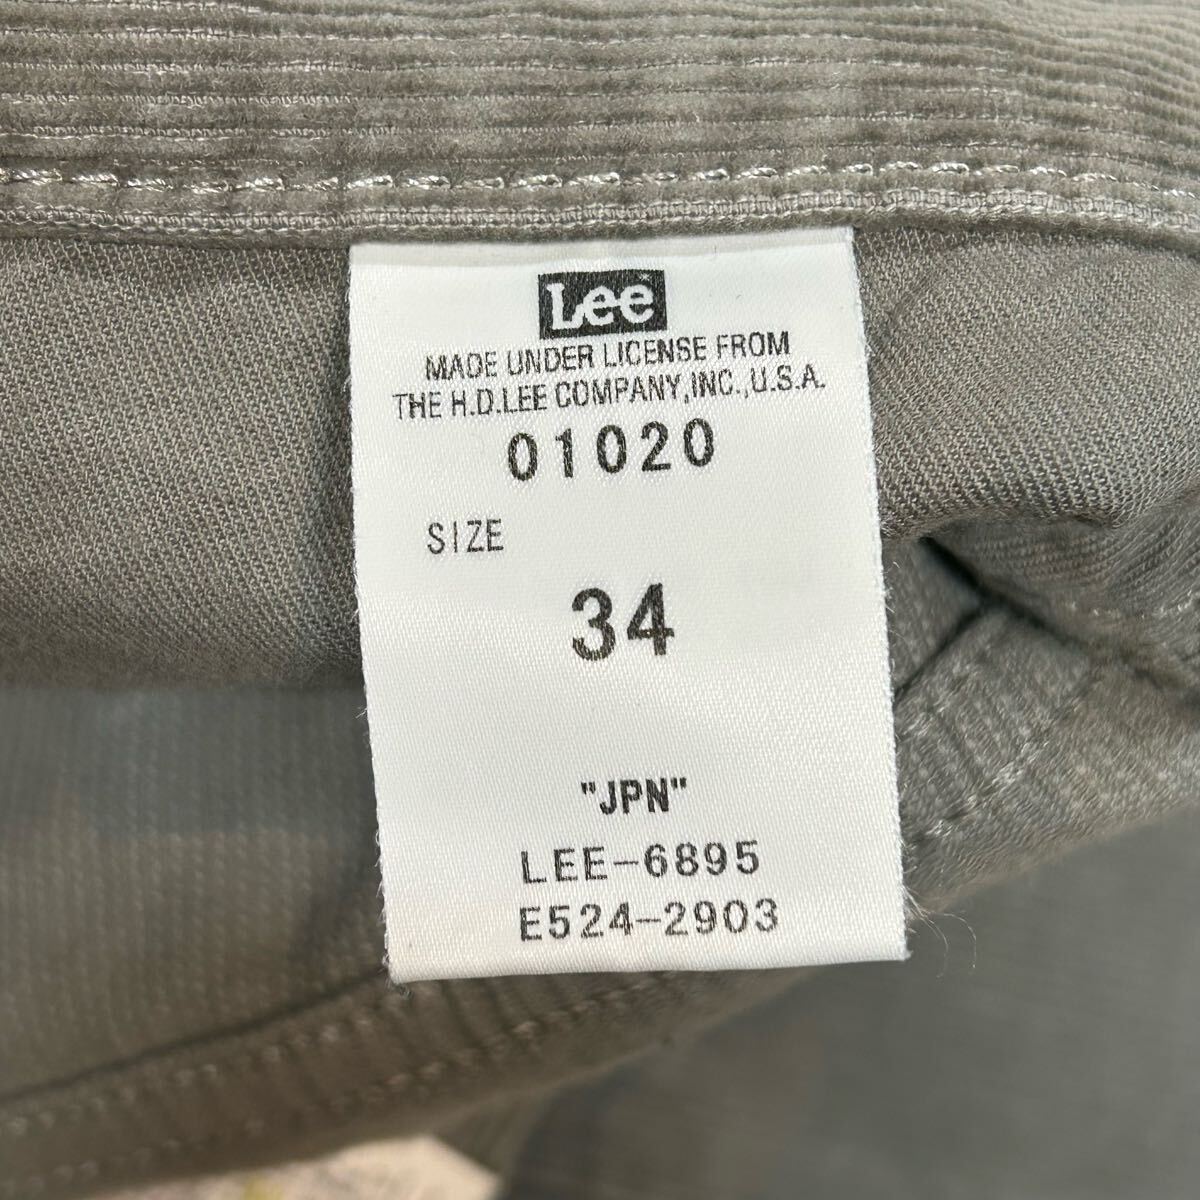 Lee
MADE UNDER LICENSE FROM
THE H.D.LEE COMPANY,INC.,U.S.A.
01020
SIZE
34
"JPN"
LEE-6895
E524-2903